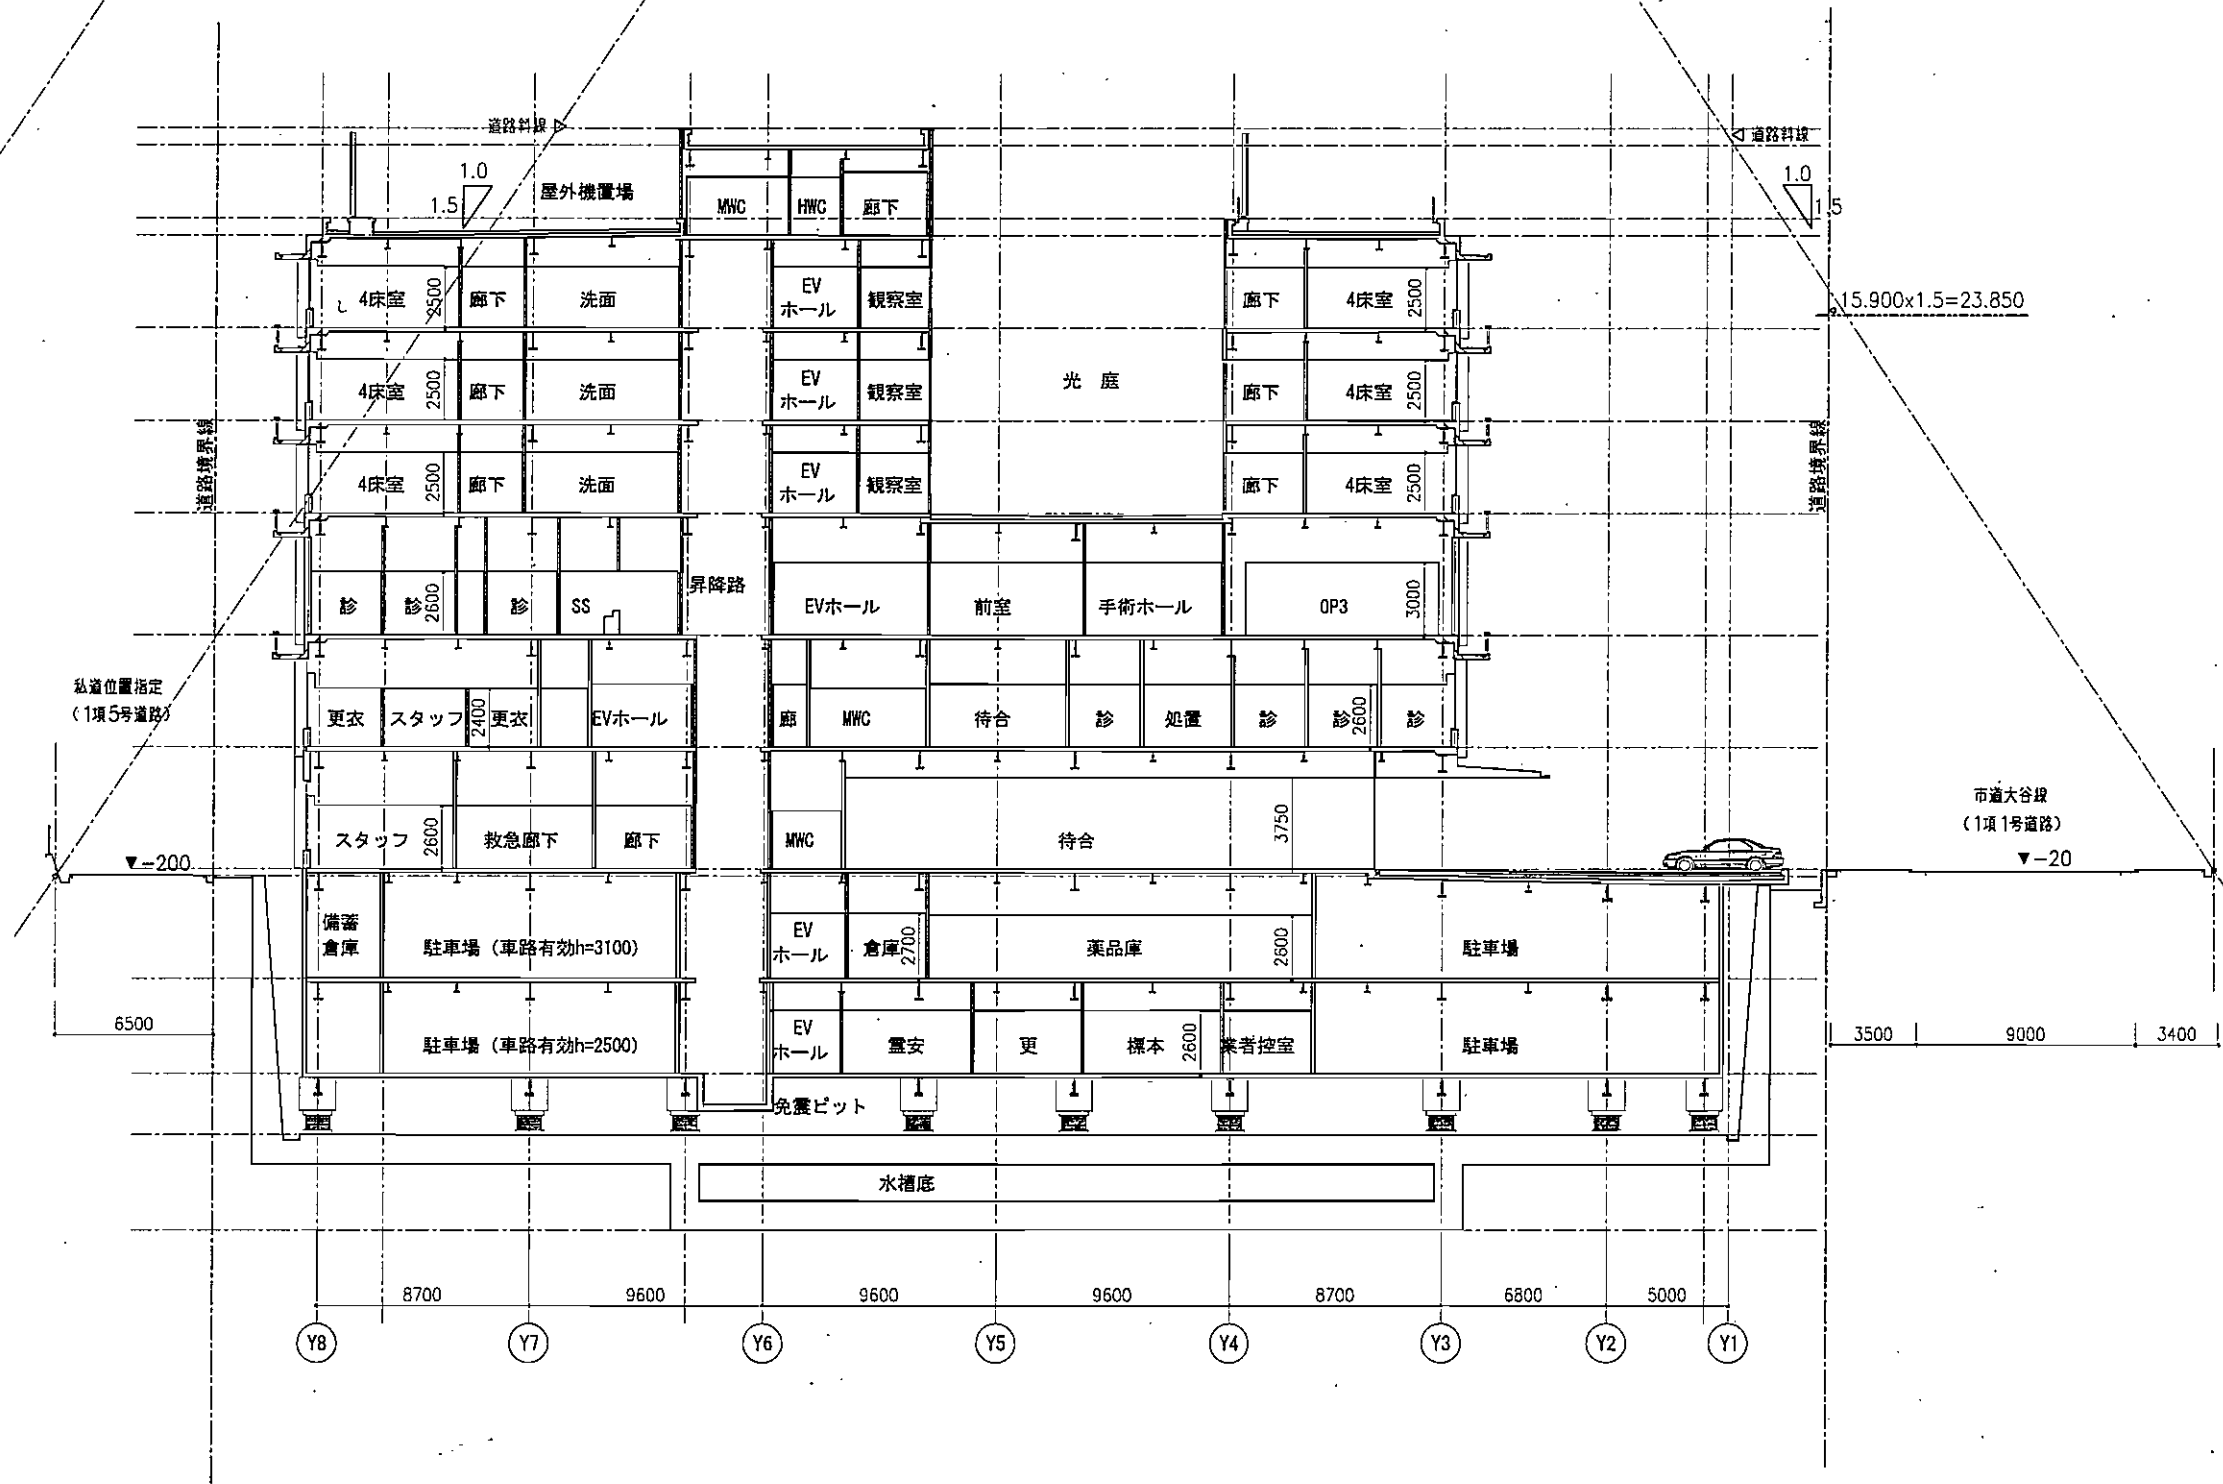 道路斜線
道路斜線
1.0
1.5
屋外機置場
MWC
HWC
廊下
1.0
1.5
4床室
2500
廊下
洗面
EV
ホール
観察室
廊下
4床室
2500
15.900x1.5=23.850
4床室
2500
廊下
洗面
EV
ホール
観察室
光 庭
廊下
4床室
2500
道路境界線
4床室
2500
廊下
洗面
EV
ホール
観察室
廊下
4床室
2500
道路境界線
診
診
2600
診
SS
昇降路
EVホール
前室
手術ホール
OP3
3000
私道位置指定
(1項5号道路)
更衣
スタッフ
2400
更衣
EVホール
廊
MWC
待合
診
処置
診
診
2600
診
スタッフ
2600
救急廊下
廊下
MWC
待合
3750
市道大谷線
(1項1号道路)
▼-200
▼-20
備蓄
倉庫
駐車場 (車路有効h=3100)
EV
ホール
倉庫
2700
薬品庫
2600
駐車場
6500
駐車場 (車路有効h=2500)
EV
ホール
霊安
更
標本
2600
業者控室
駐車場
3500
9000
3400
免震ピット
水槽底
8700
9600
9600
9600
8700
6800
5000
Y8
Y7
Y6
Y5
Y4
Y3
Y2
Y1